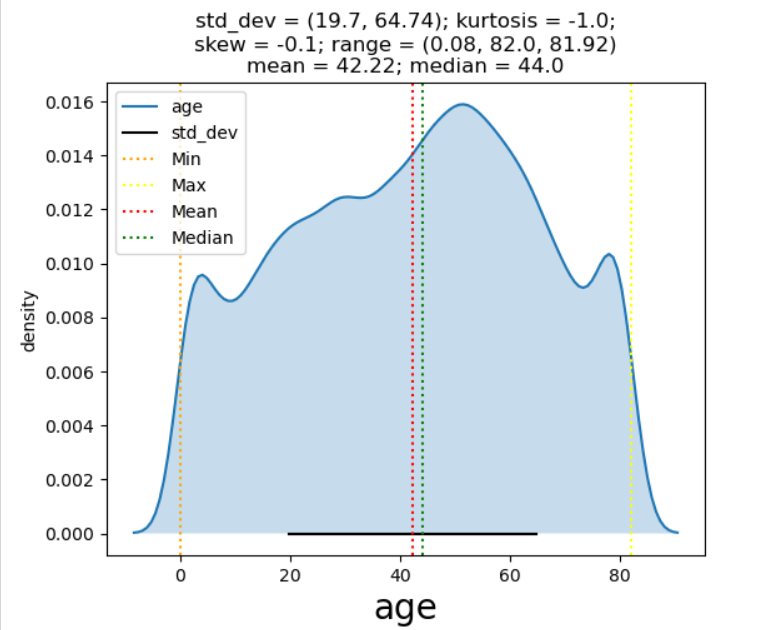 std_dev = (19.7, 64.74); kurtosis = -1.0;
skew = -0.1; range = (0.08, 82.0, 81.92)
mean = 42.22; median = 44.0
age
std_dev
Min
Max
Mean
Median
0.016
0.014
0.012
0.010
0.008
0.006
0.004
0.002
0.000
density
0 20 40 60 80
age